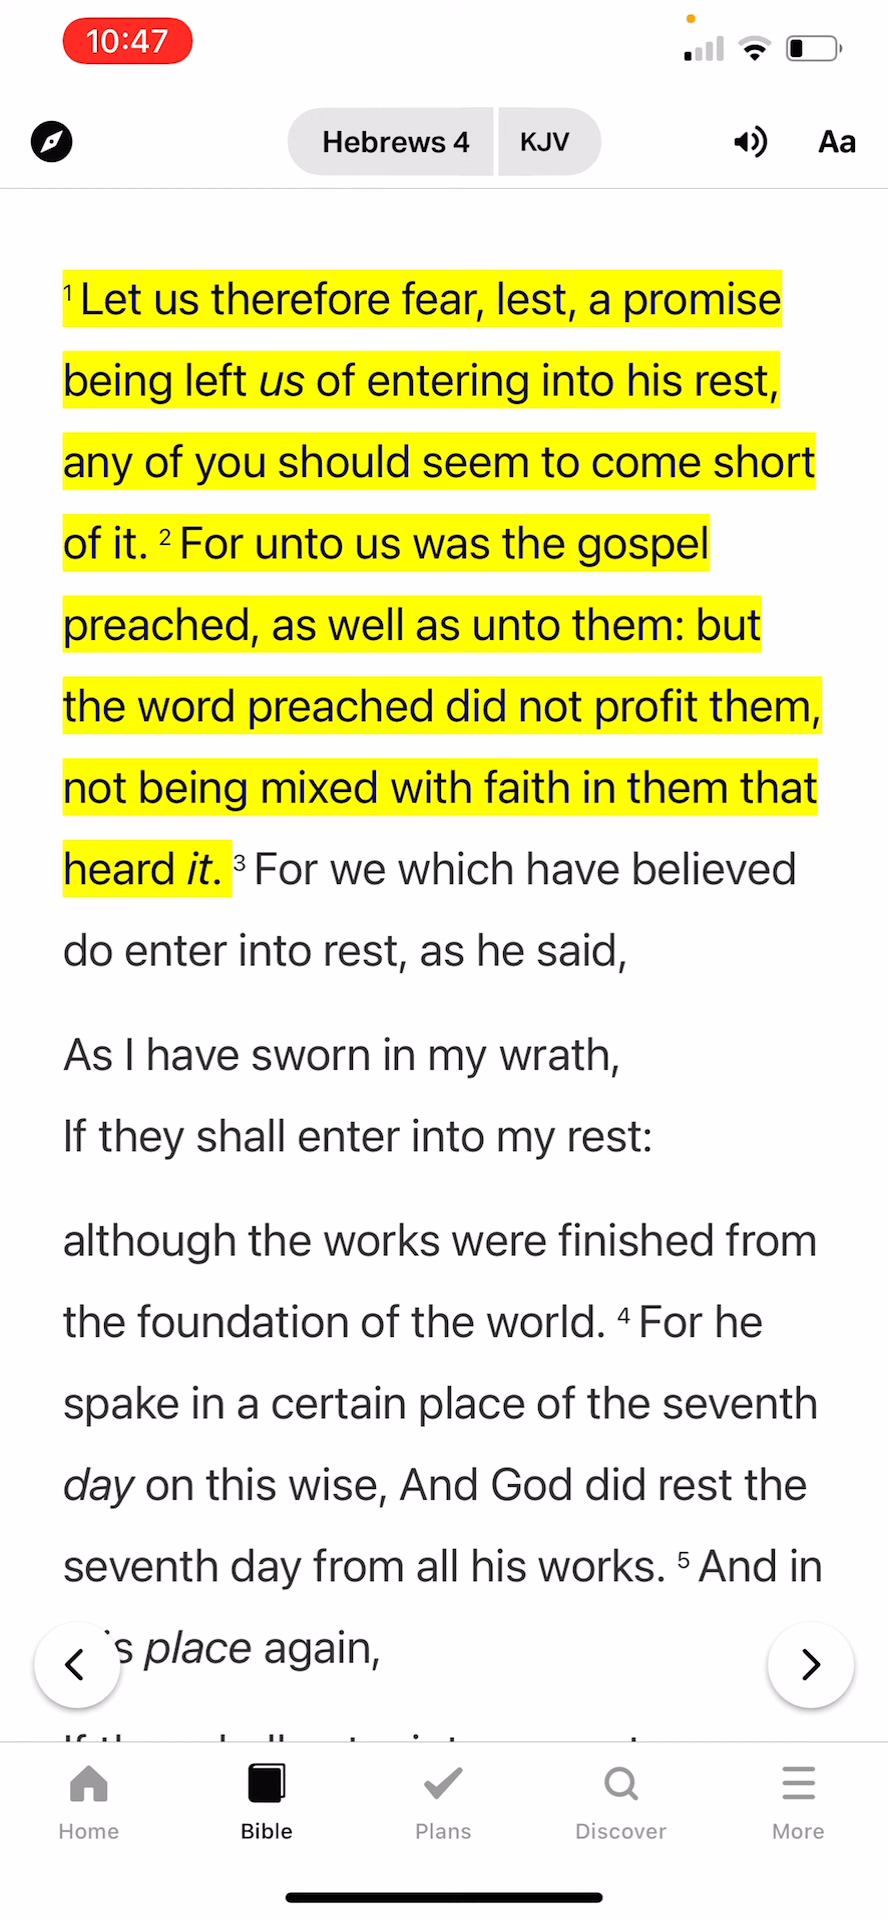 10:47
Hebrews 4 KJV Aa
1 Let us therefore fear, lest, a promise
being left us of entering into his rest,
any of you should seem to come short
of it. 2 For unto us was the gospel
preached, as well as unto them: but
the word preached did not profit them,
not being mixed with faith in them that
heard it. 3 For we which have believed
do enter into rest, as he said,
As I have sworn in my wrath,
If they shall enter into my rest:
although the works were finished from
the foundation of the world. 4 For he
spake in a certain place of the seventh
day on this wise, And God did rest the
seventh day from all his works. 5 And in
place again,
Home Bible Plans Discover More